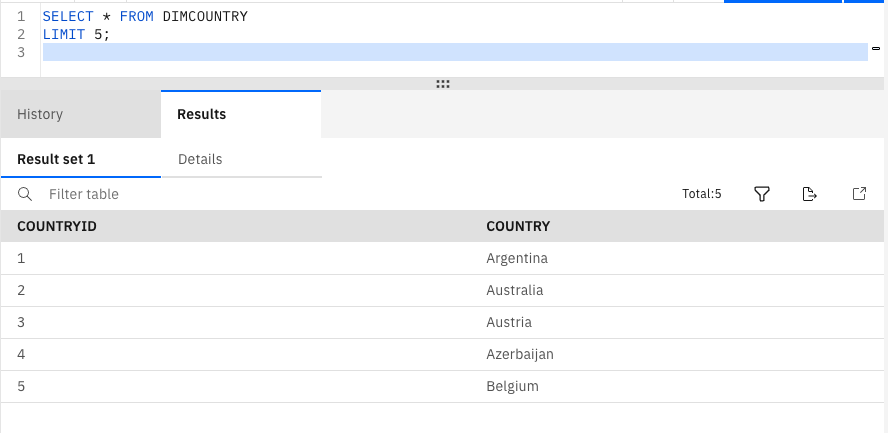 1 SELECT * FROM DIMCOUNTRY
2 LIMIT 5;
3
History Results
Result set 1 Details
Filter table Total:5
COUNTRYID COUNTRY
1 Argentina
2 Australia
3 Austria
4 Azerbaijan
5 Belgium